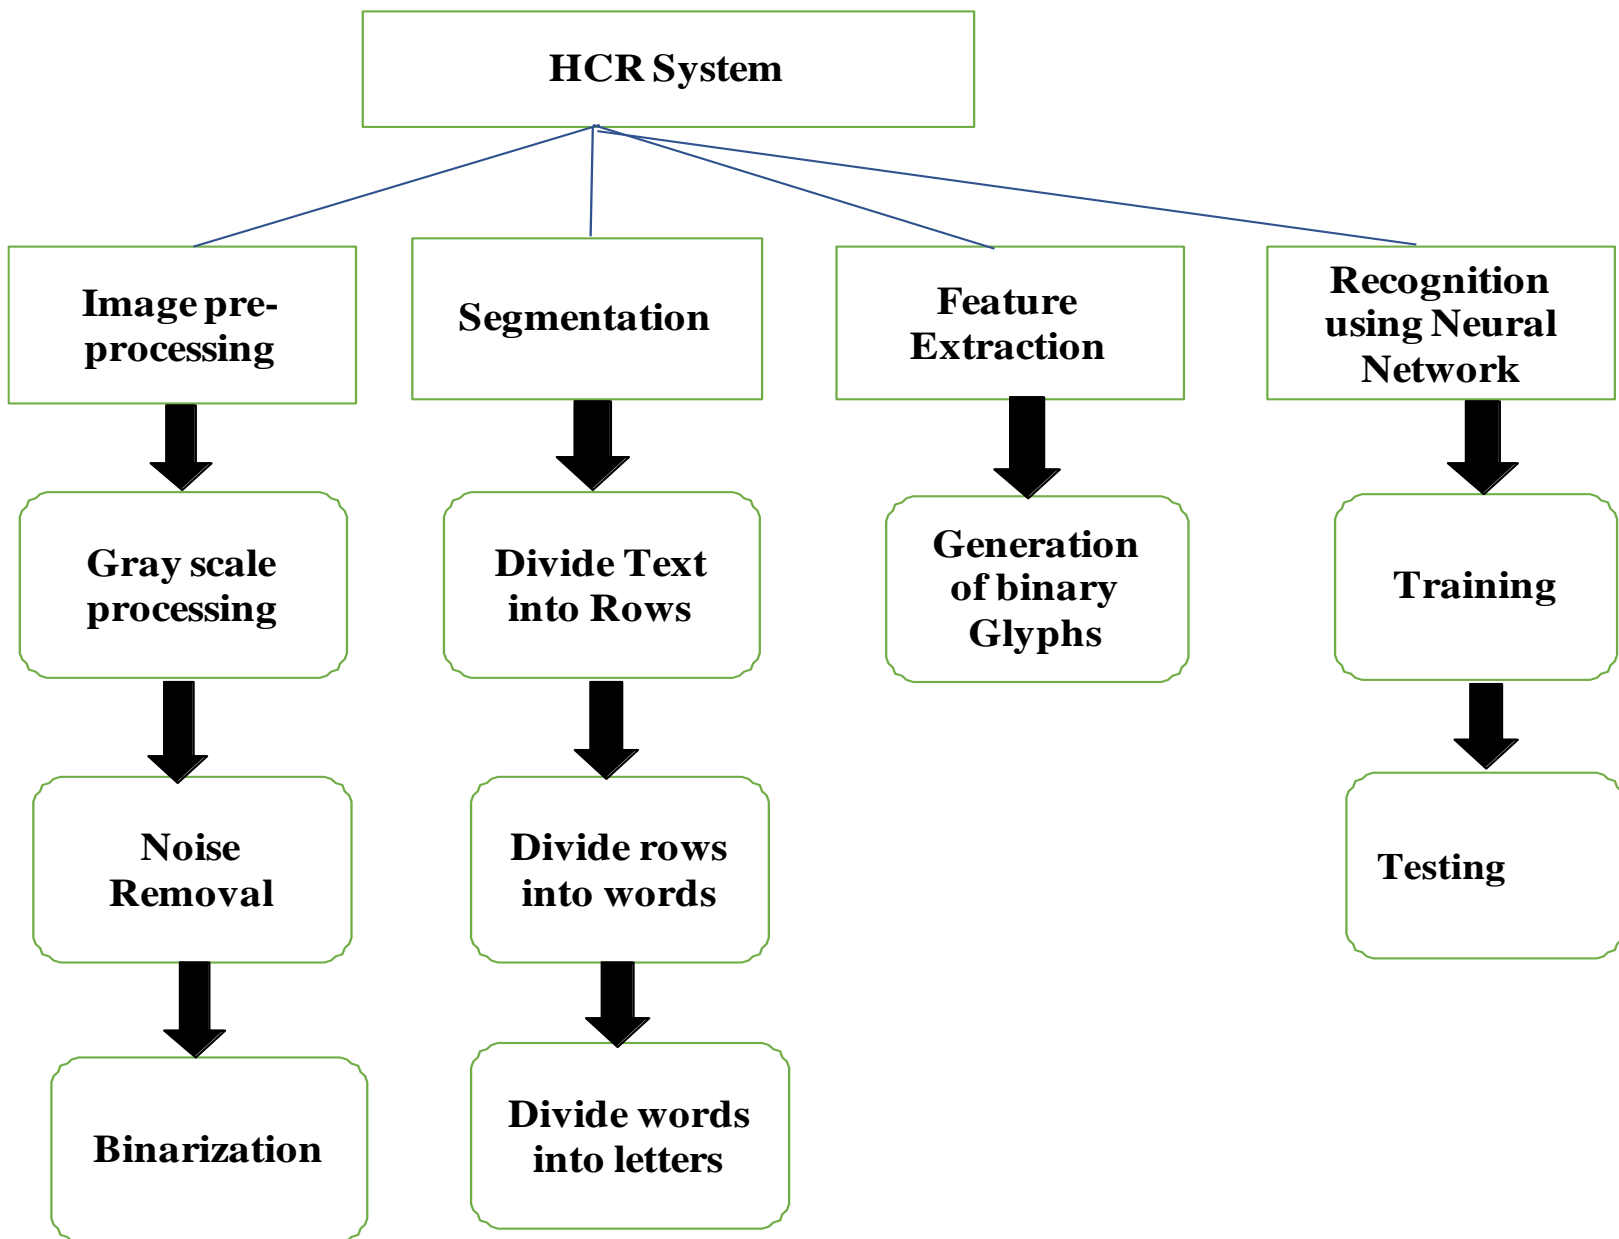 HCR System
Image pre-
processing
Segmentation
Feature
Extraction
Recognition
using Neural
Network
Gray scale
processing
Divide Text
into Rows
Generation
of binary
Glyphs
Training
Noise
Removal
Divide rows
into words
Testing
Binarization
Divide words
into letters